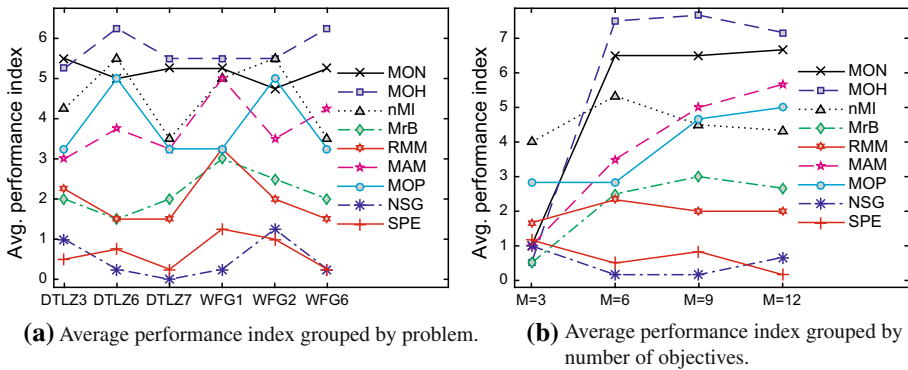 Avg. performance index
6
5
4
3
2
1
0
DTLZ3 DTLZ6 DTLZ7 WFG1 WFG2 WFG6
MON
MOH
nMI
MrB
RMM
MAM
MOP
NSG
SPE
(a) Average performance index grouped by problem.
Avg. performance index
7
6
5
4
3
2
1
0
M=3 M=6 M=9 M=12
MON
MOH
nMI
MrB
RMM
MAM
MOP
NSG
SPE
(b) Average performance index grouped by
number of objectives.